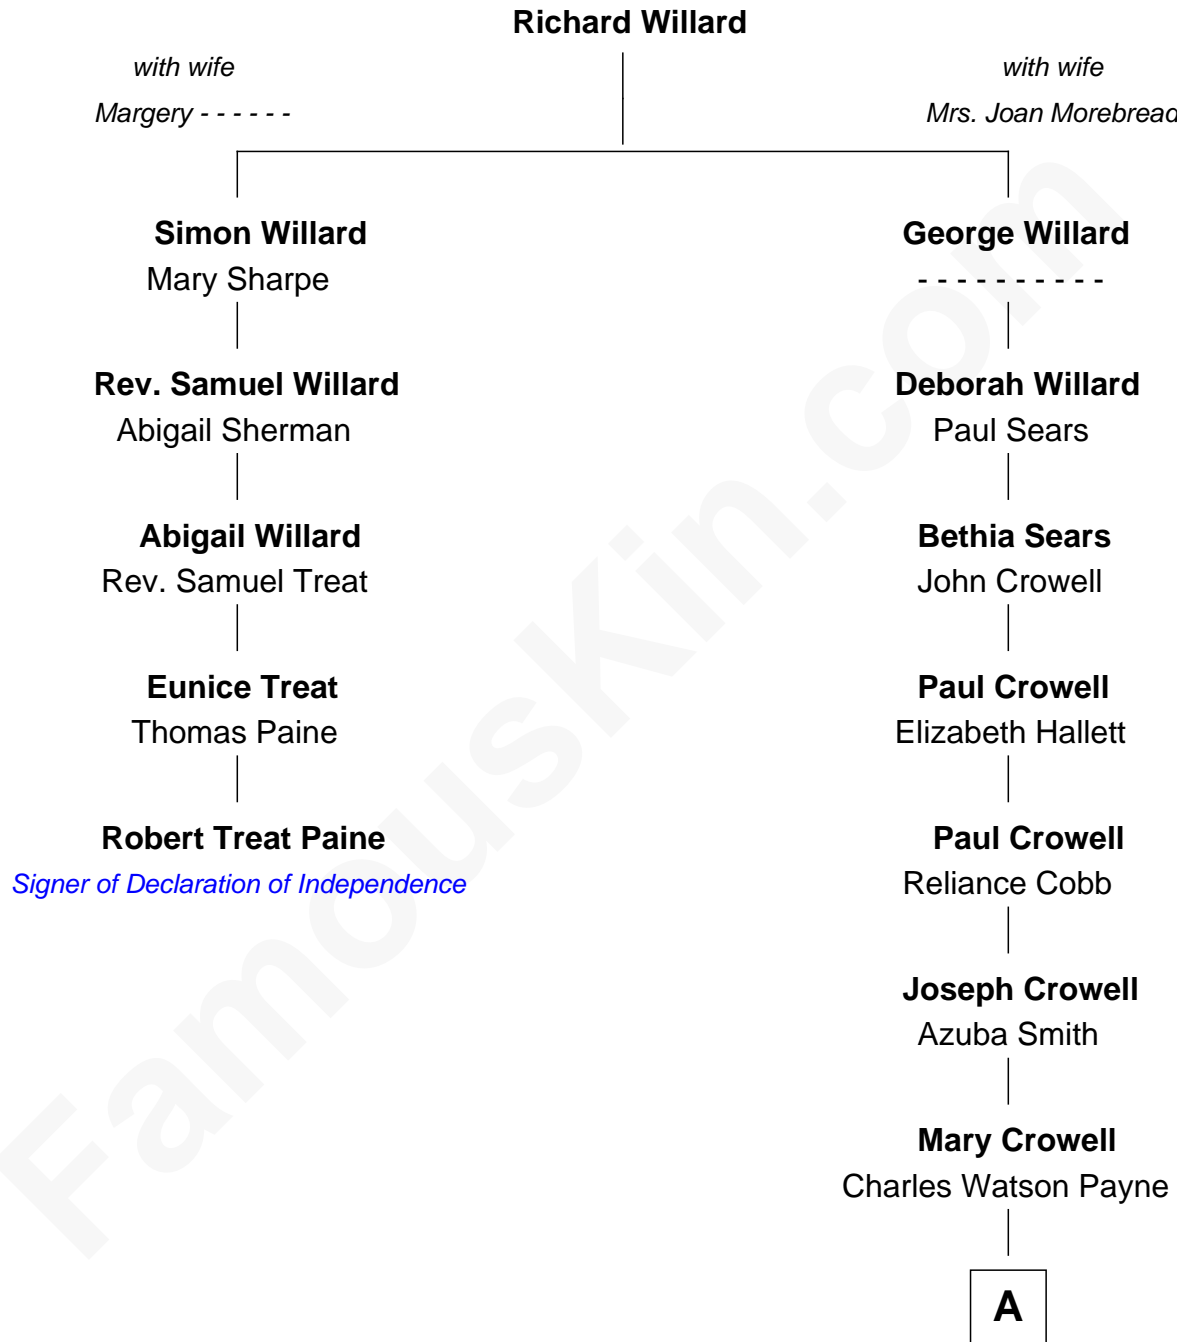 Richard Willard
with wife
Margery - - - - - -
with wife
Mrs. Joan Morebread
Simon Willard
Mary Sharpe
George Willard
- - - - - - - - - -
Rev. Samuel Willard
Abigail Sherman
Deborah Willard
Paul Sears
Abigail Willard
Rev. Samuel Treat
Bethia Sears
John Crowell
Eunice Treat
Thomas Paine
Paul Crowell
Elizabeth Hallett
Robert Treat Paine
Signer of Declaration of Independence
Paul Crowell
Reliance Cobb
Joseph Crowell
Azuba Smith
Mary Crowell
Charles Watson Payne
A
FamousKin.com